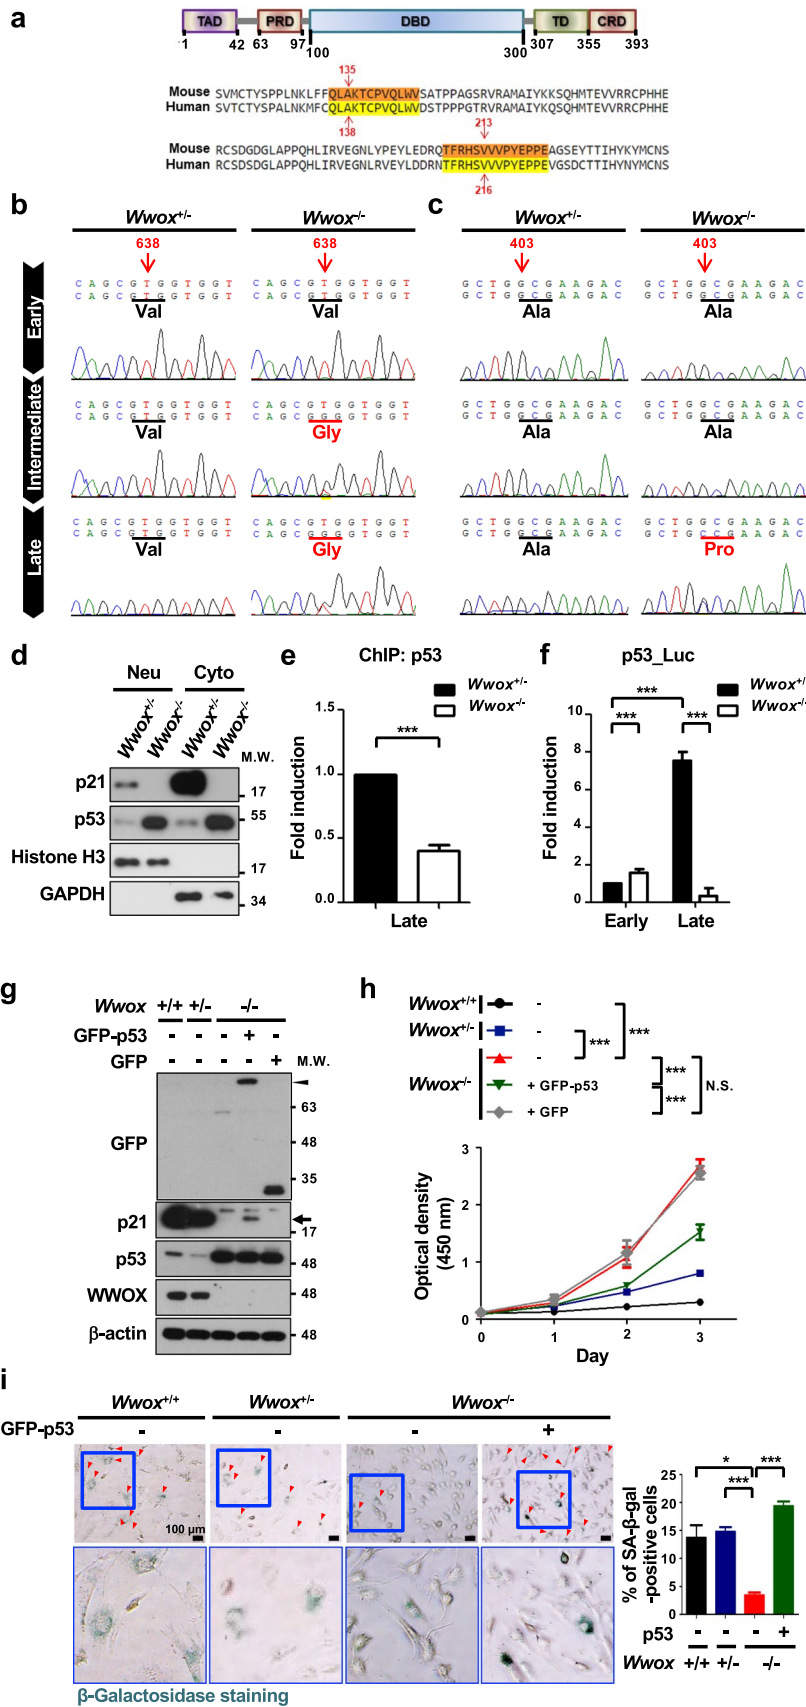 a
TAD PRD DBD TD CRD
1 42 63 97 100 300 307 355 393
135
Mouse SVMCTYSPPLNKLFFQLAKTCPVQLWVSATPPAGSRVRAMAIYKKSQHMTEVVRRCPHHE
Human SVTCTYSPALNKMFCQLAKTCPVQLWVDSTPPPGTRVRAMAIYKQSQHMTEVVRRCPHHE
138
213
Mouse RCSDGDGLAPPQHLIRVEGNLYPEYLEDRQTFRHSVVVPYEPPEAGSEYTTIHYKYMCNS
Human RCSDSDGLAPPQHLIRVEGNLRVEYLDDRNTFRHSVVVPYEPPEVGSDCTTIHYNYMCNS
216
b Wwox+/- Wwox-/- c Wwox+/- Wwox-/-
638 638 403 403
Early
CAGCGTGGTGGT CAGCGTGGTGGT GCTGGCGAAGAC GCTGGCGAAGAC
CAGCGTGGTGGT CAGCGTGGTGGT GCTGGCGAAGAC GCTGGCGAAGAC
Val Val Ala Ala
Intermediate
CAGCGTGGTGGT CAGCGTGGTGGT GCTGGCGAAGAC GCTGGCGAAGAC
CAGCGTGGTGGT CAGCGGGGTGGT GCTGGCGAAGAC GCTGGCGAAGAC
Val Gly Ala Ala
Late
CAGCGTGGTGGT CAGCGTGGTGGT GCTGGCGAAGAC GCTGGCGAAGAC
CAGCGTGGTGGT CAGCGGGGTGGT GCTGGCGAAGAC GCTGCCGAAGAC
Val Gly Ala Pro
d
Neu Cyto
Wwox+/- Wwox-/- Wwox+/- Wwox-/-
M.W.
p21 17
p53 55
Histone H3 17
GAPDH 34
e ChIP: p53
Wwox+/-
Wwox-/-
Fold induction
1.5
1.0
0.5
0.0
***
Late
f p53_Luc
Wwox+/-
Wwox-/-
Fold induction
10
8
6
4
2
0
*** *** ***
Early Late
g
Wwox +/+ +/- -/-
GFP-p53 - - - + -
GFP - - - - + M.W.
GFP 63
48
35
p21 17
p53 48
WWOX 48
β-actin 48
h
Wwox+/+ -
Wwox+/- -
Wwox-/- -
+ GFP-p53
+ GFP
*** *** *** *** N.S.
Optical density
(450 nm)
3
2
1
0
0 1 2 3
Day
i
Wwox+/+ Wwox+/- Wwox-/-
GFP-p53 - - - +
100 µm
β-Galactosidase staining
% of SA-β-gal
-positive cells
25
20
15
10
5
0
* *** ***
p53 - - - +
Wwox +/+ +/- -/-